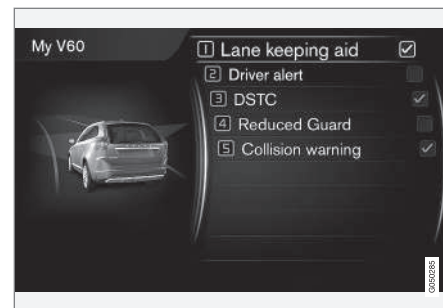 My V60
1 Lane keeping aid
2 Driver alert
3 DSTC
4 Reduced Guard
5 Collision warning
G050285